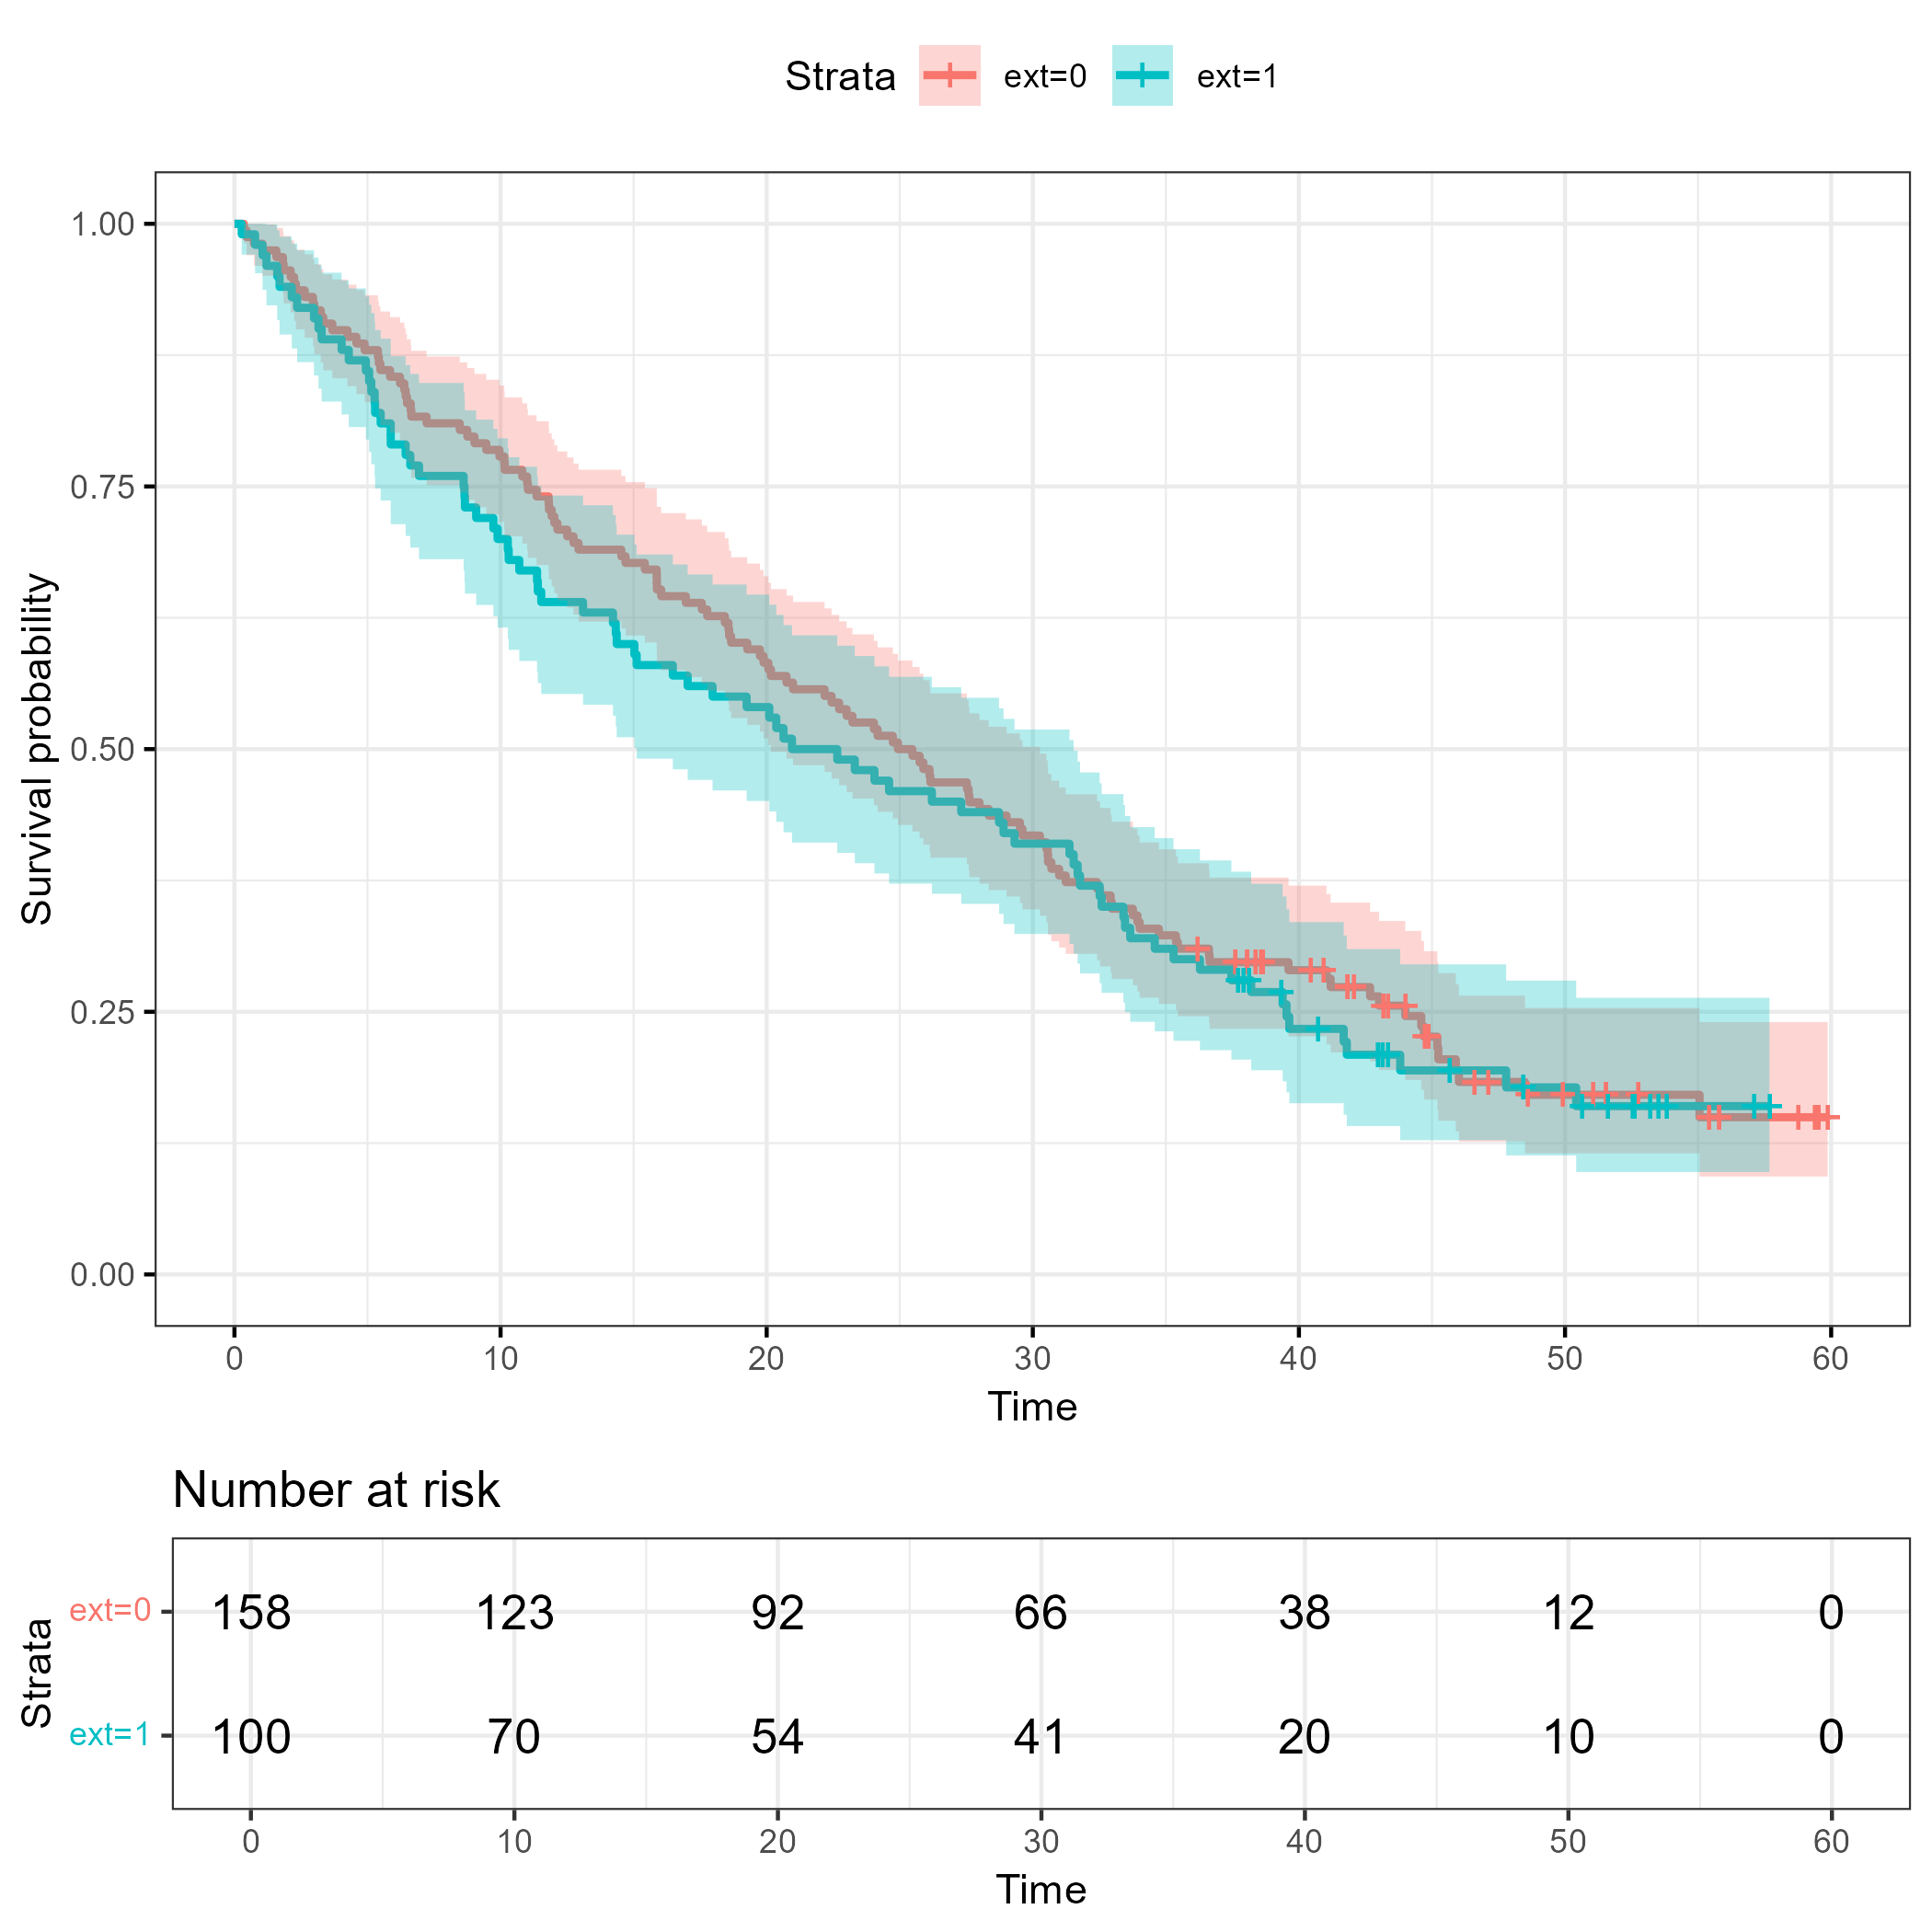 Strata ext=0 ext=1
1.00
0.75
0.50
0.25
0.00
Survival probability
0 10 20 30 40 50 60
Time
Number at risk
Strata
ext=0 158 123 92 66 38 12 0
ext=1 100 70 54 41 20 10 0
0 10 20 30 40 50 60
Time